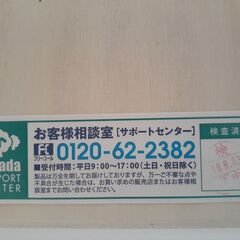 お客様相談室[サポートセンター]
フリーコール 0120-62-2382
■受付時間:平日9:00〜17:00(土日・祝日除く)
製品は万全を期してお届けしておりますが、万一ご不審な点や
不具合が生じた場合は、お買い求めの販売店またはお客様相
談室までお問い合わせください。
検査済